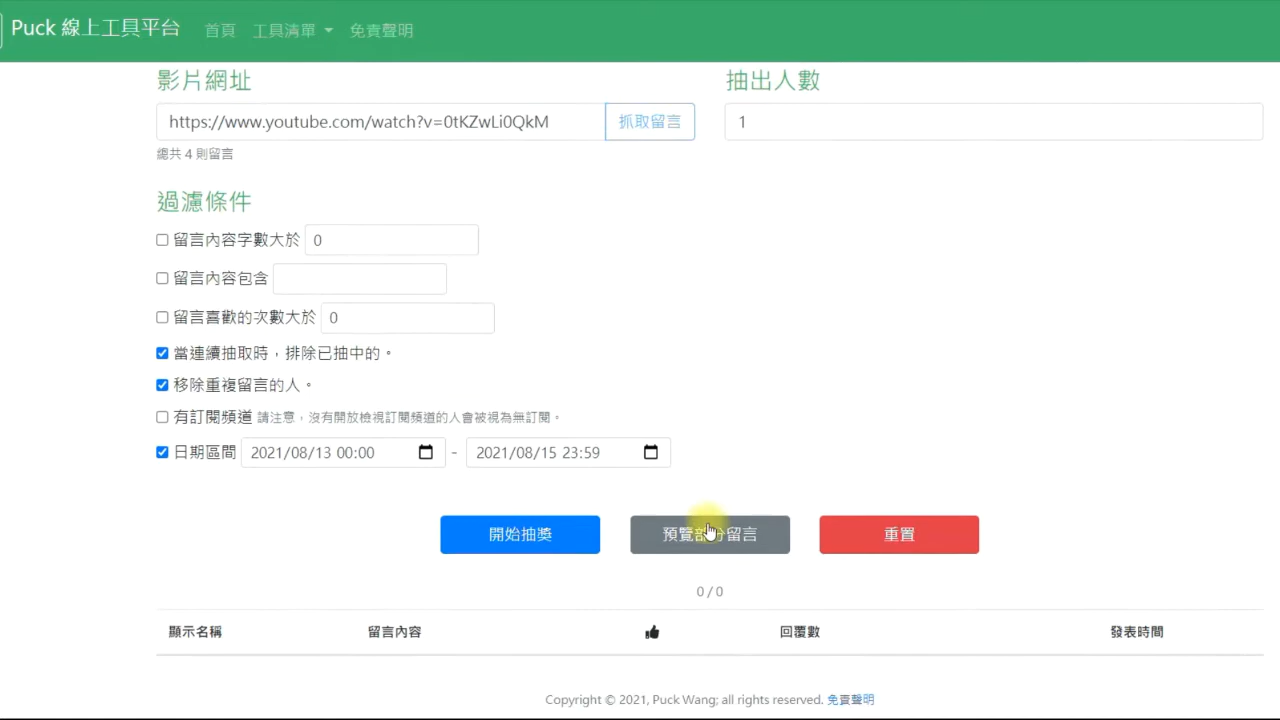 Puck 線上工具平台 首頁 工具清單 免責聲明
影片網址
https://www.youtube.com/watch?v=0tKZwLi0QkM 抓取留言
總共 4 則留言
抽出人數
1
過濾條件
留言內容字數大於 0
留言內容包含
留言喜歡的次數大於 0
當連續抽取時，排除已抽中的。
移除重複留言的人。
有訂閱頻道 請注意，沒有開放檢視訂閱頻道的人會被視為無訂閱。
日期區間 2021/08/13 00:00 - 2021/08/15 23:59
開始抽獎 預覽部份留言 重置
0 / 0
顯示名稱 留言內容 回覆數 發表時間
Copyright © 2021, Puck Wang; all rights reserved. 免責聲明